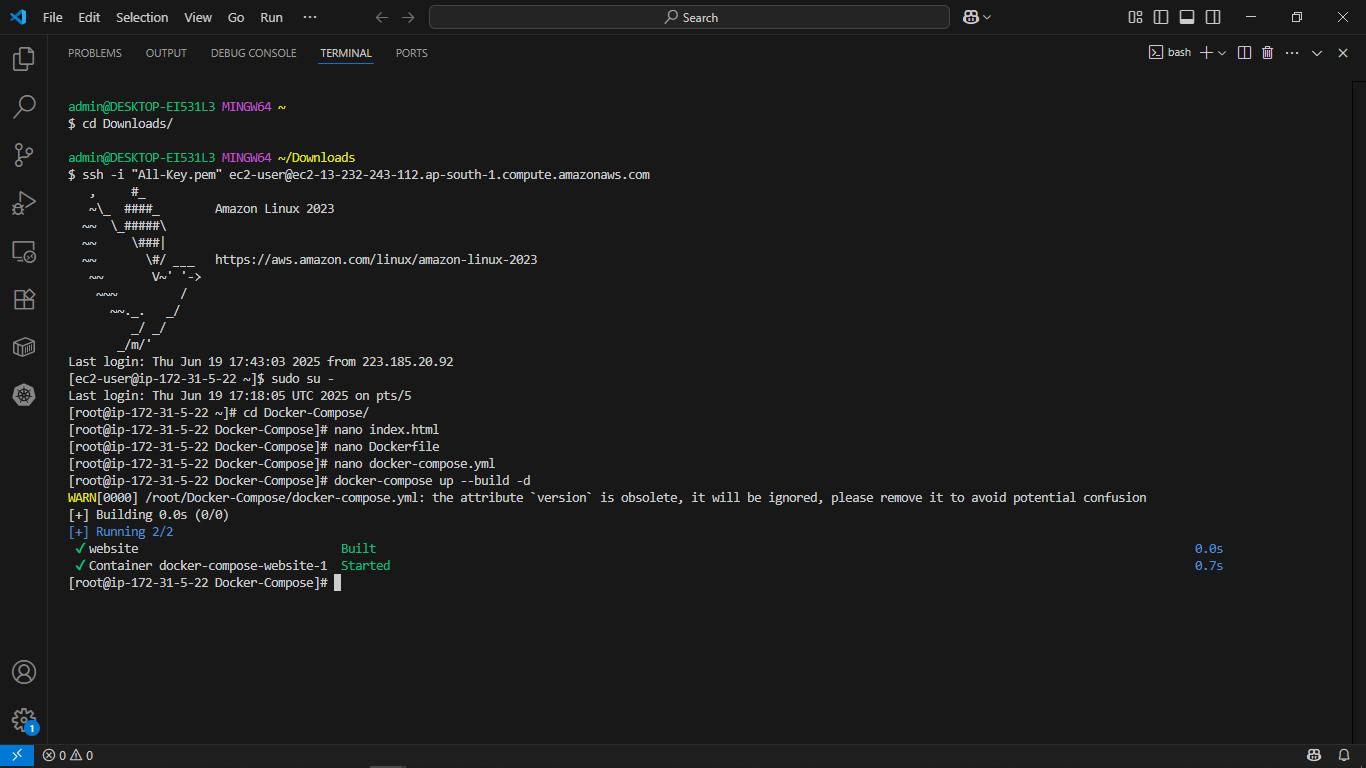 File Edit Selection View Go Run ··· Search
PROBLEMS OUTPUT DEBUG CONSOLE TERMINAL PORTS bash
admin@DESKTOP-EI531L3 MINGW64 ~
$ cd Downloads/
admin@DESKTOP-EI531L3 MINGW64 ~/Downloads
$ ssh -i "All-Key.pem" ec2-user@ec2-13-232-243-112.ap-south-1.compute.amazonaws.com
   ,     #_
   ~\_  ####_        Amazon Linux 2023
  ~~  \_#####\
  ~~     \###|
  ~~       \#/ ___   https://aws.amazon.com/linux/amazon-linux-2023
   ~~       V~' '->
    ~~~         /
      ~~._.   _/
         _/ _/
       _/m/'
Last login: Thu Jun 19 17:43:03 2025 from 223.185.20.92
[ec2-user@ip-172-31-5-22 ~]$ sudo su -
Last login: Thu Jun 19 17:18:05 UTC 2025 on pts/5
[root@ip-172-31-5-22 ~]# cd Docker-Compose/
[root@ip-172-31-5-22 Docker-Compose]# nano index.html
[root@ip-172-31-5-22 Docker-Compose]# nano Dockerfile
[root@ip-172-31-5-22 Docker-Compose]# nano docker-compose.yml
[root@ip-172-31-5-22 Docker-Compose]# docker-compose up --build -d
WARN[0000] /root/Docker-Compose/docker-compose.yml: the attribute `version` is obsolete, it will be ignored, please remove it to avoid potential confusion
[+] Building 0.0s (0/0)
[+] Running 2/2
✔ website Built 0.0s
✔ Container docker-compose-website-1 Started 0.7s
[root@ip-172-31-5-22 Docker-Compose]#
1
0 0